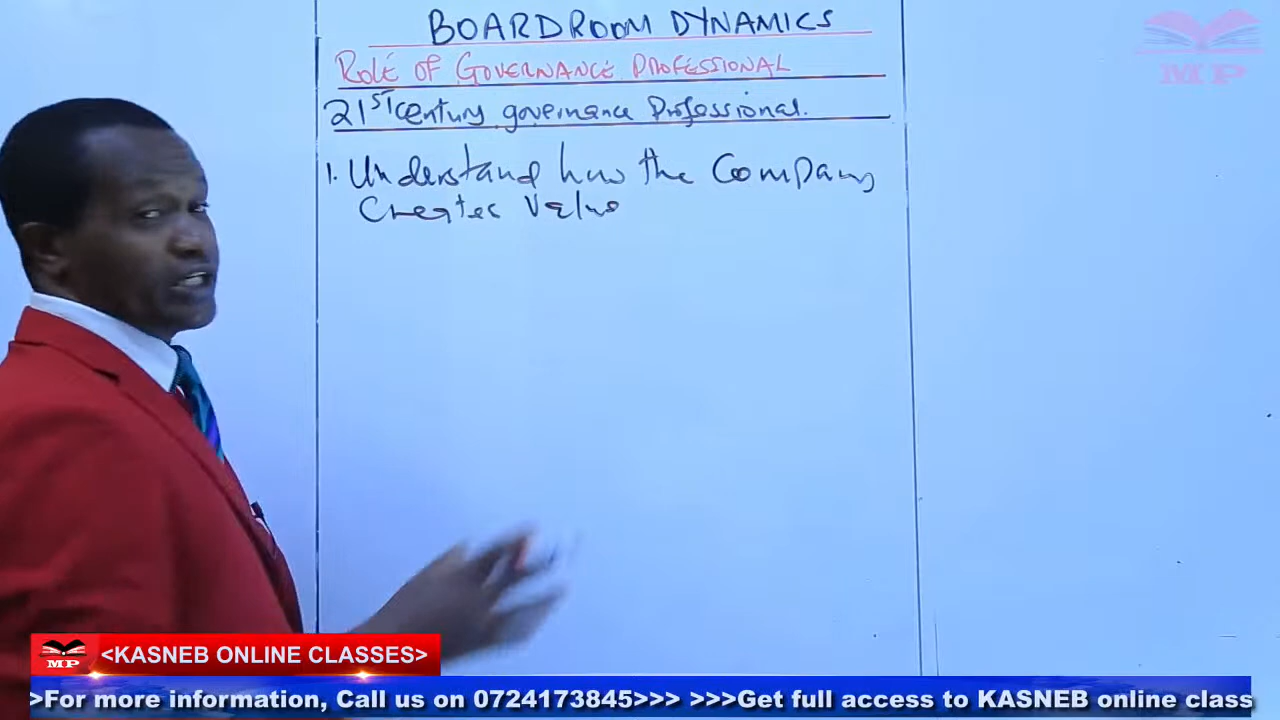 BOARDROOM DYNAMICS
ROLE OF GOVERNANCE PROFESSIONAL
21ST century governance Professional.
1. Understand how the Company
Creates Value
MP
MP
<KASNEB ONLINE CLASSES>
>For more information, Call us on 0724173845>>> >>>Get full access to KASNEB online class